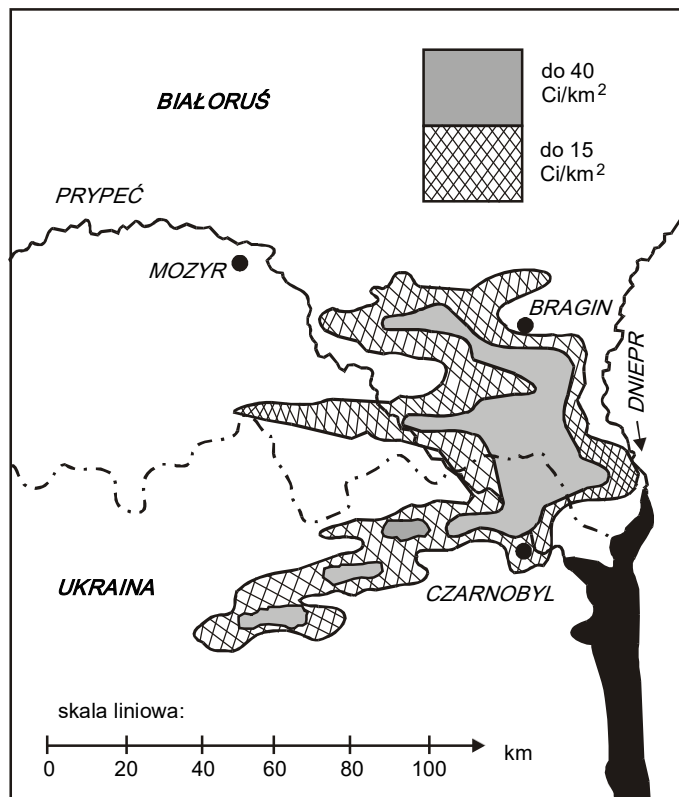 do 40
Ci/km²
BIAŁORUŚ
do 15
Ci/km²
PRYPEĆ
MOZYR
BRAGIN
DNIEPR
UKRAINA
CZARNOBYL
skala liniowa:
km
0 20 40 60 80 100